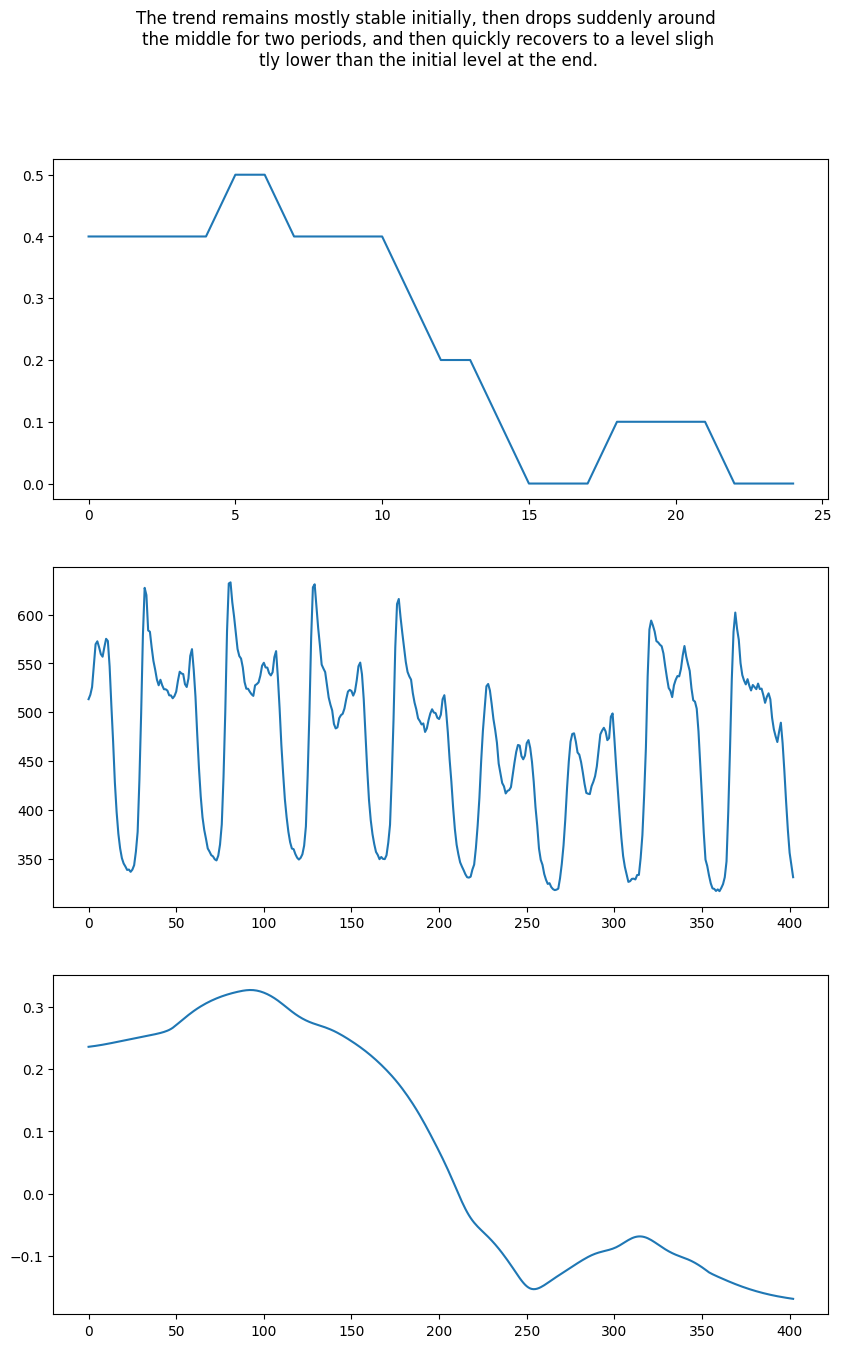 The trend remains mostly stable initially, then drops suddenly around
the middle for two periods, and then quickly recovers to a level sligh
tly lower than the initial level at the end.
0.5
0.4
0.3
0.2
0.1
0.0
0 5 10 15 20 25
600
550
500
450
400
350
0 50 100 150 200 250 300 350 400
0.3
0.2
0.1
0.0
−0.1
0 50 100 150 200 250 300 350 400